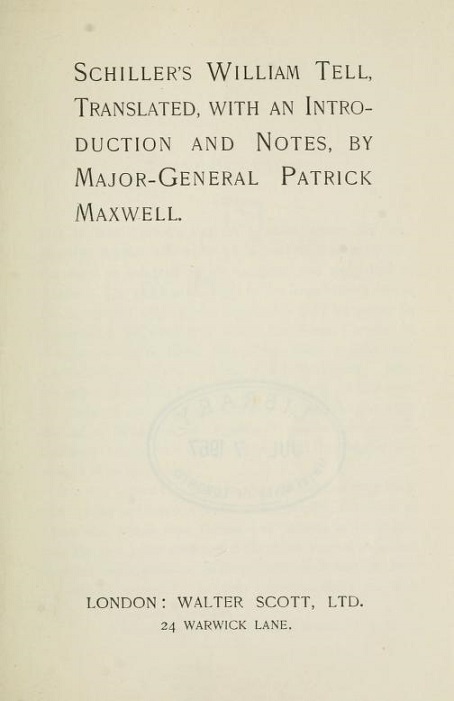 SCHILLER'S WILLIAM TELL,
TRANSLATED, WITH AN INTRO-
DUCTION AND NOTES, BY
MAJOR-GENERAL PATRICK
MAXWELL.
LONDON: WALTER SCOTT, LTD.
24 WARWICK LANE.